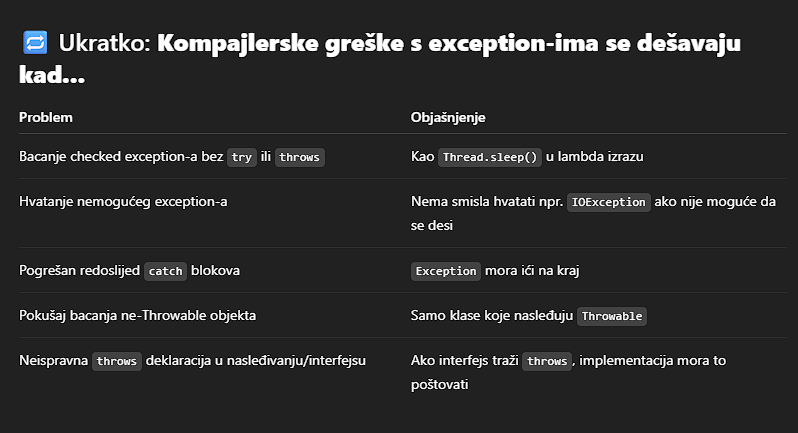 Ukratko: Kompajlerske greške s exception-ima se dešavaju
kad...
Problem
Objašnjenje
Bacanje checked exception-a bez try ili throws
Kao Thread.sleep() u lambda izrazu
Hvatanje nemogućeg exception-a
Nema smisla hvatati npr. IOException ako nije moguće da
se desi
Pogrešan redoslijed catch blokova
Exception mora ići na kraj
Pokušaj bacanja ne-Throwable objekta
Samo klase koje nasleđuju Throwable
Neispravna throws deklaracija u nasleđivanju/interfejsu
Ako interfejs traži throws, implementacija mora to
poštovati